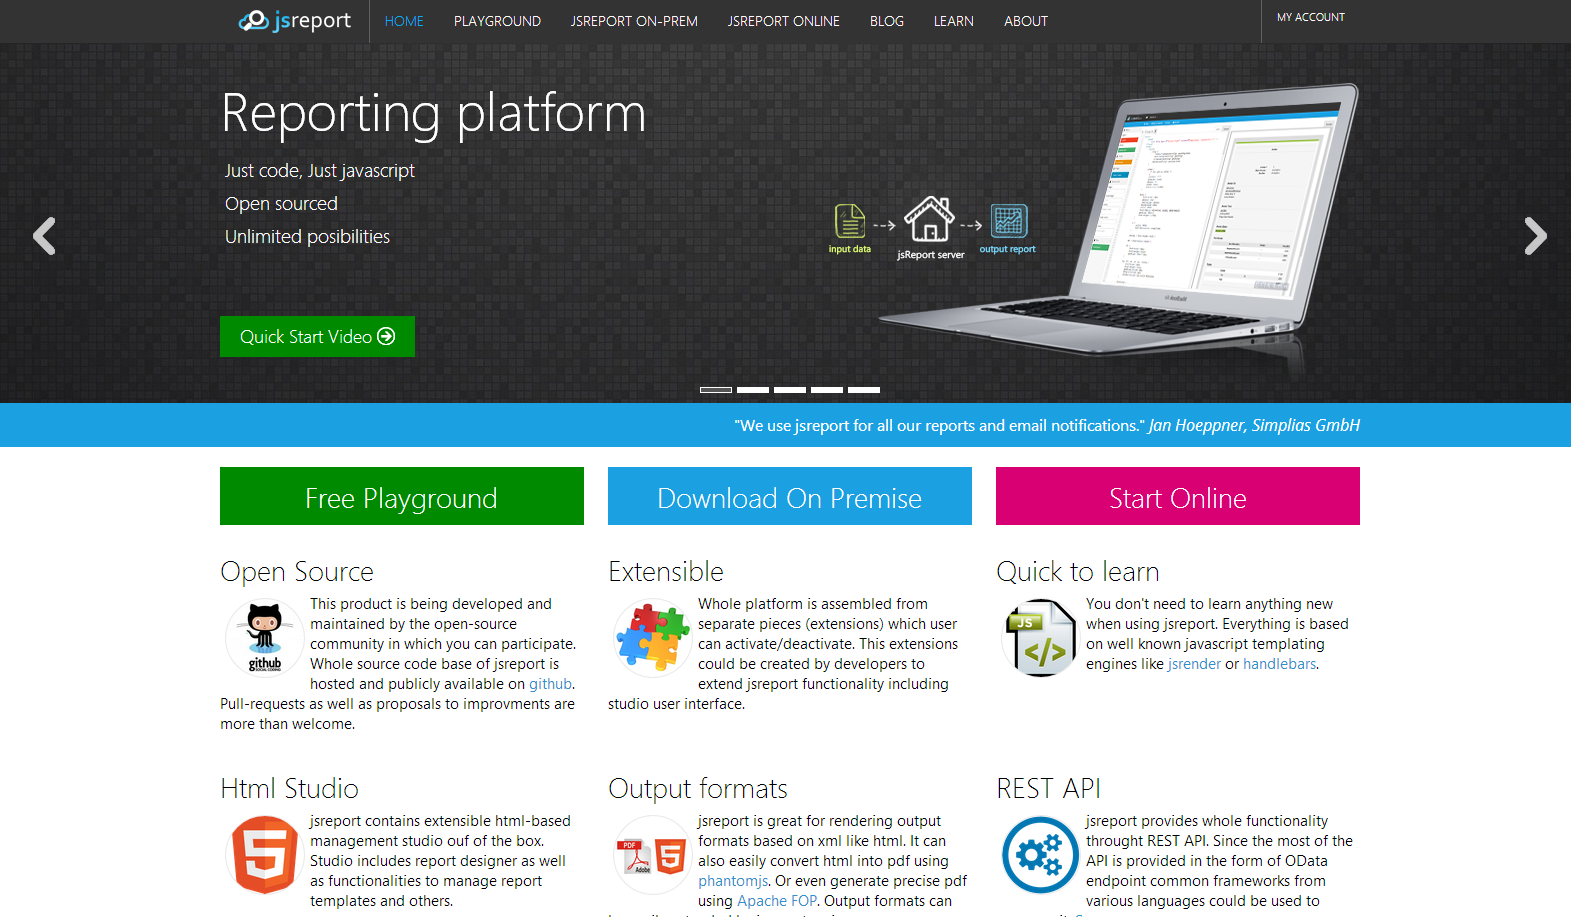 jsreport
HOME
PLAYGROUND
JSREPORT ON-PREM
JSREPORT ONLINE
BLOG
LEARN
ABOUT
MY ACCOUNT
Reporting platform
Just code, Just javascript
Open sourced
Unlimited posibilities
input data
jsReport server
output report
Quick Start Video
"We use jsreport for all our reports and email notifications." Jan Hoeppner, Simplias GmbH
Free Playground
Download On Premise
Start Online
Open Source
github
SOCIAL CODING
This product is being developed and
maintained by the open-source
community in which you can participate.
Whole source code base of jsreport is
hosted and publicly available on github.
Pull-requests as well as proposals to improvments are
more than welcome.
Extensible
Whole platform is assembled from
separate pieces (extensions) which user
can activate/deactivate. This extensions
could be created by developers to
extend jsreport functionality including
studio user interface.
Quick to learn
JS
</>
You don't need to learn anything new
when using jsreport. Everything is based
on well known javascript templating
engines like jsrender or handlebars.
Html Studio
5
jsreport contains extensible html-based
management studio ouf of the box.
Studio includes report designer as well
as functionalities to manage report
templates and others.
Output formats
PDF
Adobe
5
jsreport is great for rendering output
formats based on xml like html. It can
also easily convert html into pdf using
phantomjs. Or even generate precise pdf
using Apache FOP. Output formats can
REST API
jsreport provides whole functionality
throught REST API. Since the most of the
API is provided in the form of OData
endpoint common frameworks from
various languages could be used to